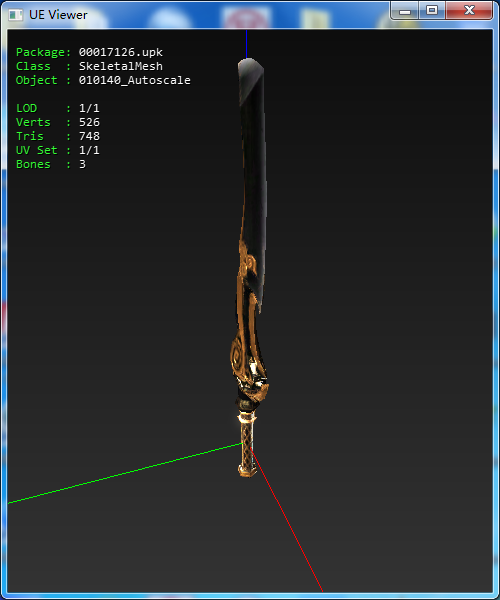 UE Viewer
Package: 00017126.upk
Class  : SkeletalMesh
Object : 010140_Autoscale
LOD    : 1/1
Verts  : 526
Tris   : 748
UV Set : 1/1
Bones  : 3